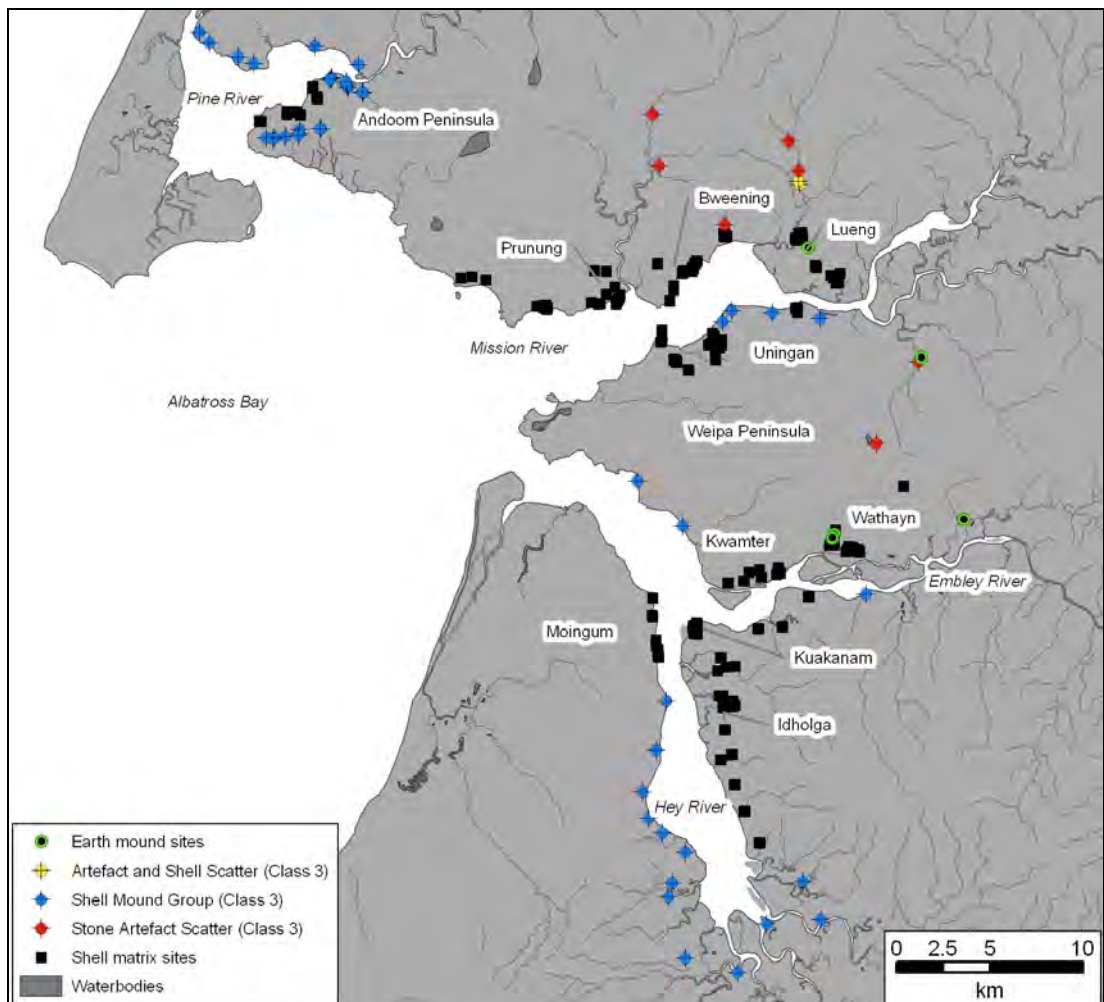 Pine River
Andoom Peninsula
Bweening
Lueng
Prunung
Mission River
Uningan
Albatross Bay
Weipa Peninsula
Wathayn
Kwamter
Embley River
Moingum
Kuakanam
Idholga
Hey River
Earth mound sites
Artefact and Shell Scatter (Class 3)
Shell Mound Group (Class 3)
Stone Artefact Scatter (Class 3)
Shell matrix sites
Waterbodies
0 2.5 5 10
km